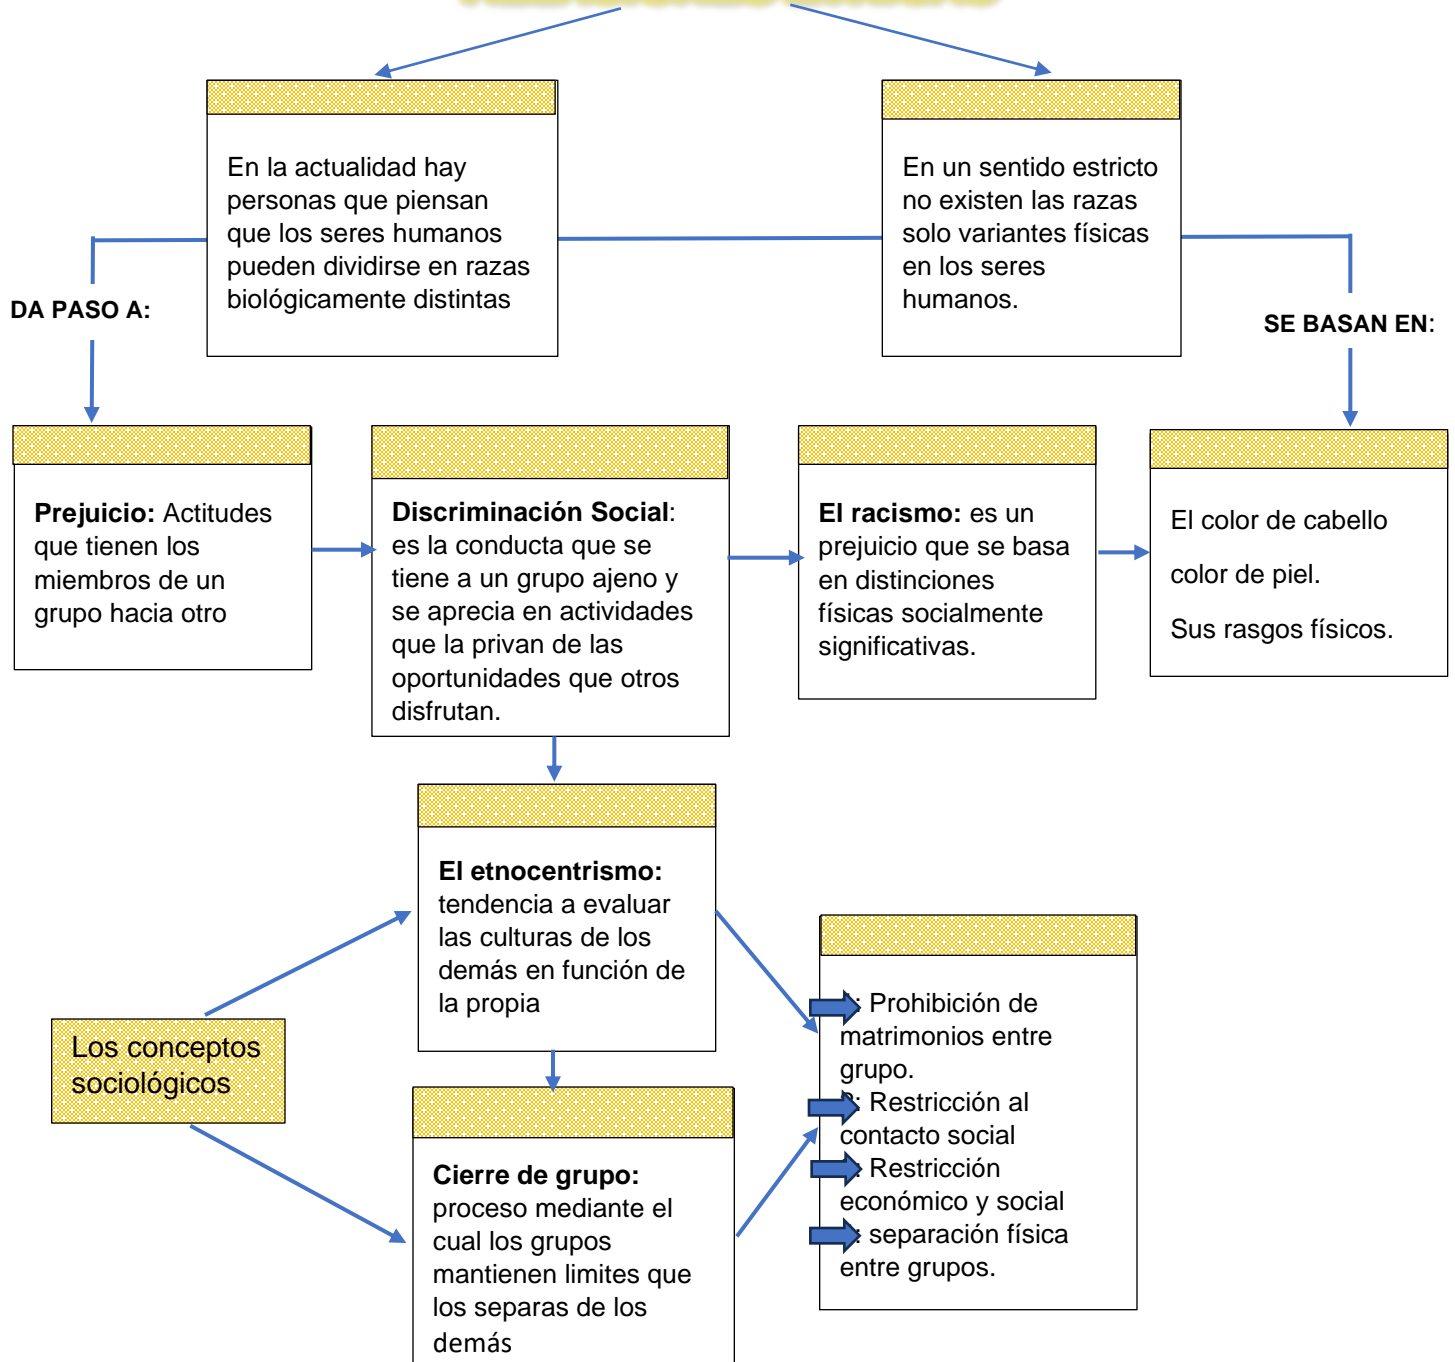 En la actualidad hay
personas que piensan
que los seres humanos
pueden dividirse en razas
biológicamente distintas
En un sentido estricto
no existen las razas
solo variantes físicas
en los seres
humanos.
DA PASO A:
SE BASAN EN:
Prejuicio: Actitudes
que tienen los
miembros de un
grupo hacia otro
Discriminación Social:
es la conducta que se
tiene a un grupo ajeno y
se aprecia en actividades
que la privan de las
oportunidades que otros
disfrutan.
El racismo: es un
prejuicio que se basa
en distinciones
físicas socialmente
significativas.
El color de cabello
color de piel.
Sus rasgos físicos.
El etnocentrismo:
tendencia a evaluar
las culturas de los
demás en función de
la propia
Los conceptos
sociológicos
Cierre de grupo:
proceso mediante el
cual los grupos
mantienen limites que
los separas de los
demás
: Prohibición de
matrimonios entre
grupo.
: Restricción al
contacto social
: Restricción
económico y social
: separación física
entre grupos.